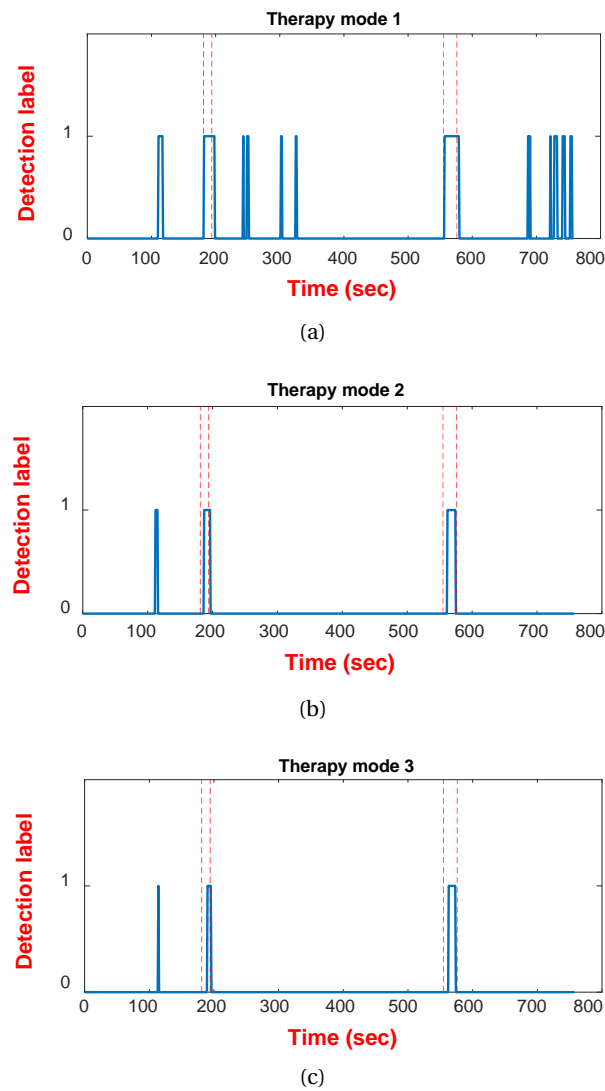 Therapy mode 1
Detection label
1
0
0 100 200 300 400 500 600 700 800
Time (sec)
(a)
Therapy mode 2
Detection label
1
0
0 100 200 300 400 500 600 700 800
Time (sec)
(b)
Therapy mode 3
Detection label
1
0
0 100 200 300 400 500 600 700 800
Time (sec)
(c)